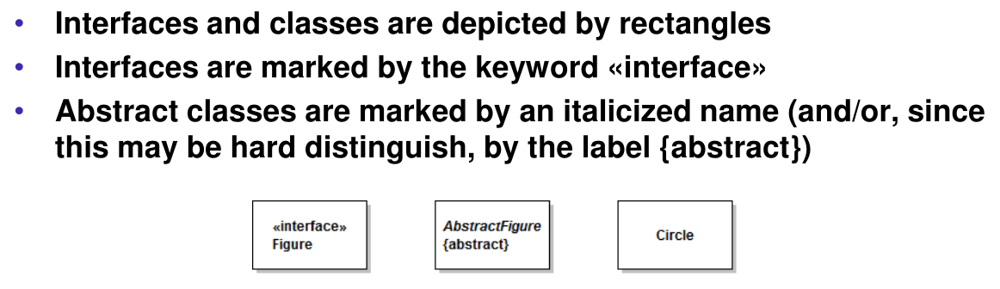 • Interfaces and classes are depicted by rectangles
• Interfaces are marked by the keyword «interface»
• Abstract classes are marked by an italicized name (and/or, since
this may be hard distinguish, by the label {abstract})
«interface»
Figure
AbstractFigure
{abstract}
Circle